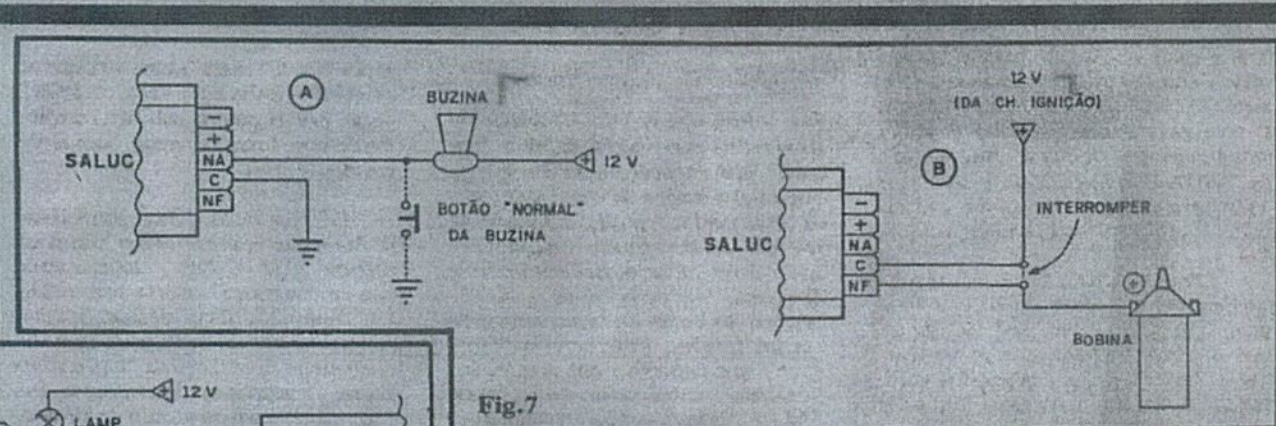 A
SALUC
-
+
NA
C
NF
BUZINA
+ 12 V
BOTÃO "NORMAL"
DA BUZINA
B
SALUC
-
+
NA
C
NF
12 V
(DA CH. IGNIÇÃO)
+
INTERROMPER
+
BOBINA
+ 12 V
LAMP
Fig.7